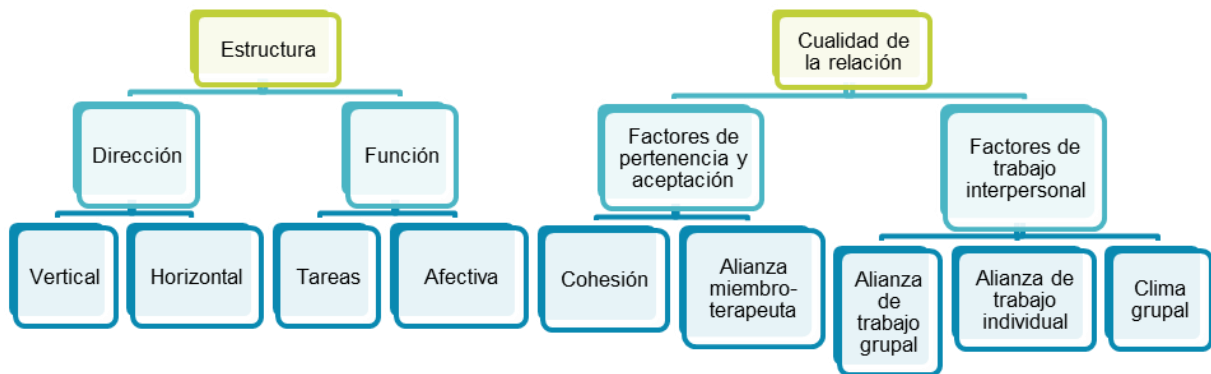 Estructura
Cualidad de
la relación
Dirección
Función
Factores de
pertenencia y
aceptación
Factores de
trabajo
interpersonal
Vertical
Horizontal
Tareas
Afectiva
Cohesión
Alianza
miembro-
terapeuta
Alianza
de
trabajo
grupal
Alianza de
trabajo
individual
Clima
grupal